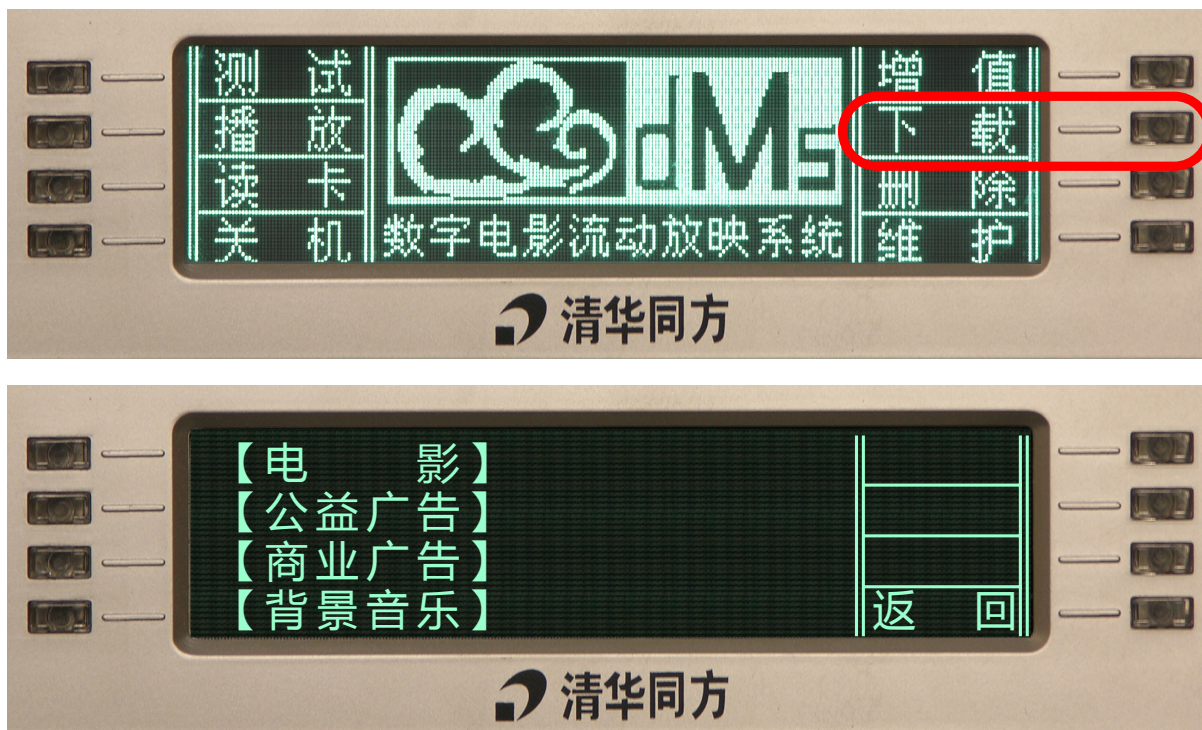 测 试
播 放
读 卡
关 机
dMs
数字电影流动放映系统
增 值
下 载
删 除
维 护
清华同方
【电 影】
【公益广告】
【商业广告】
【背景音乐】
返 回
清华同方